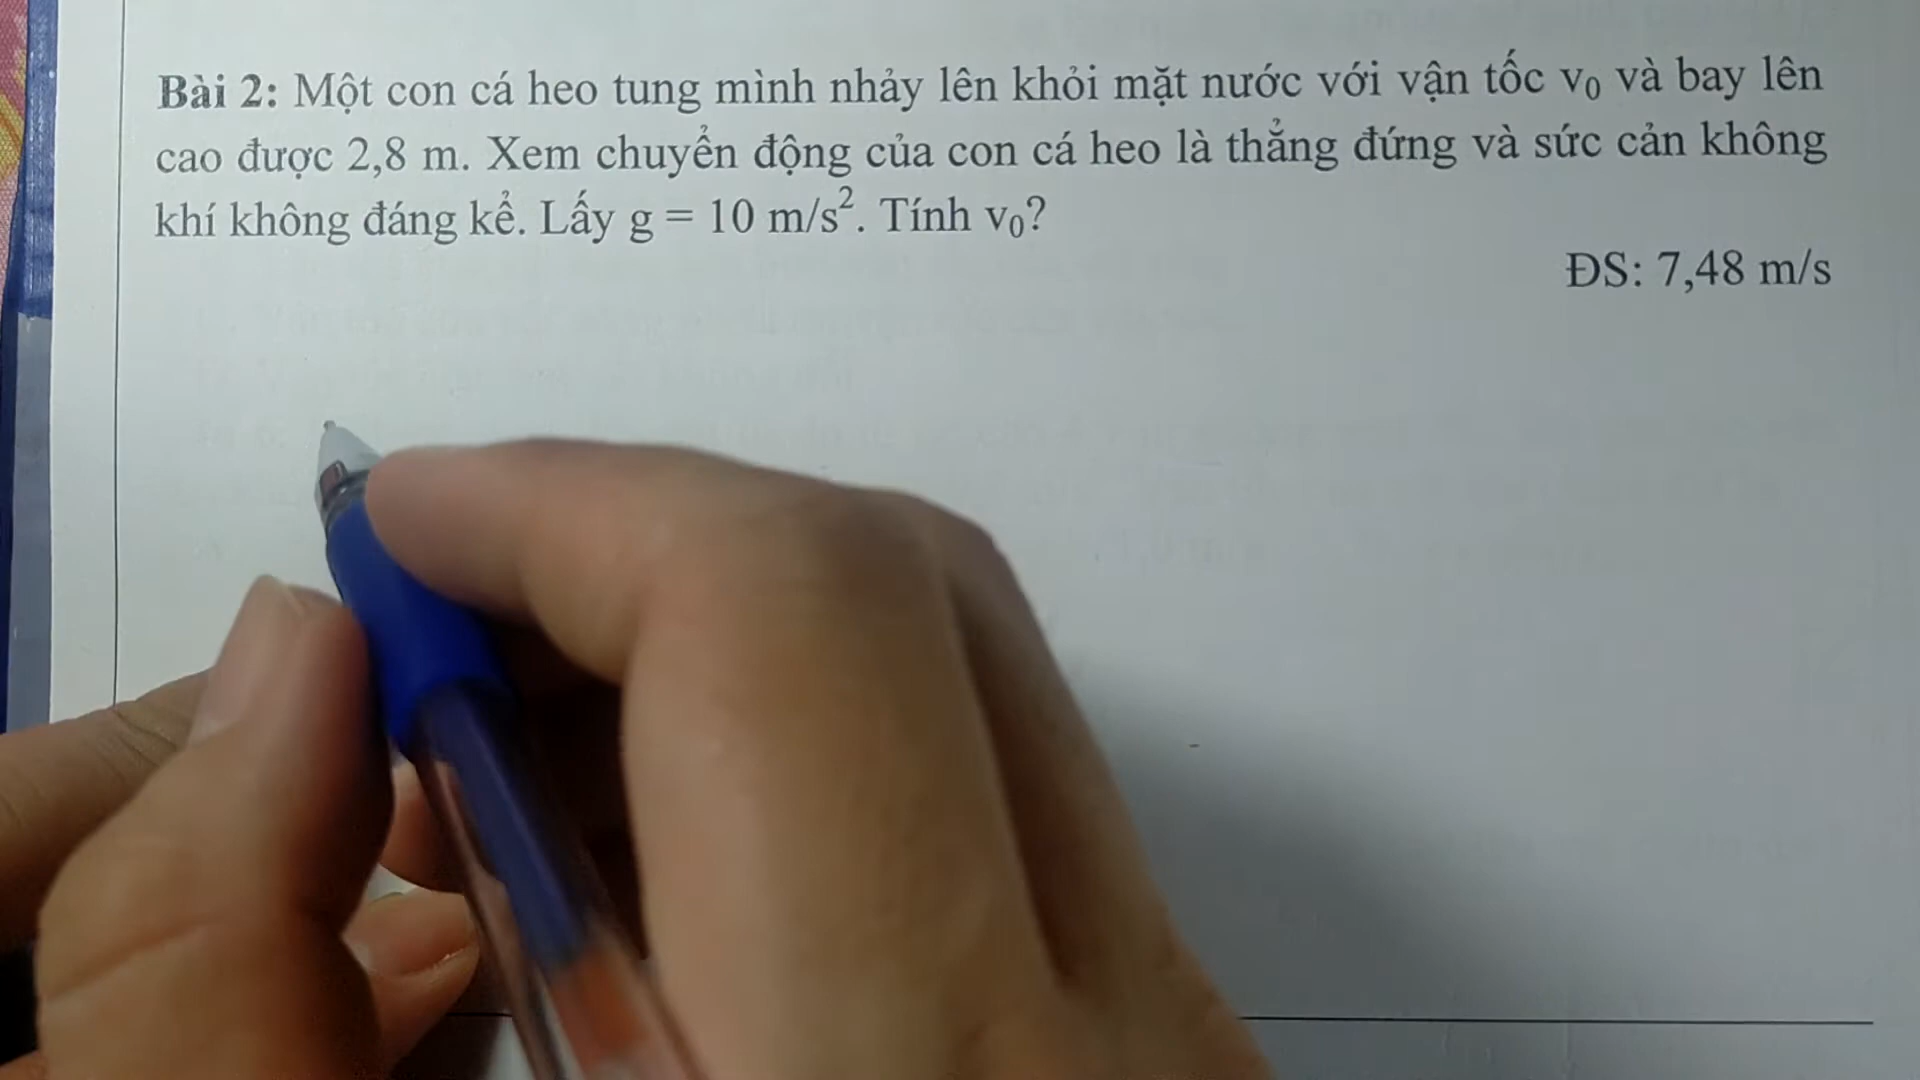 Bài 2: Một con cá heo tung mình nhảy lên khỏi mặt nước với vận tốc v₀ và bay lên
cao được 2,8 m. Xem chuyển động của con cá heo là thẳng đứng và sức cản không
khí không đáng kể. Lấy g = 10 m/s². Tính v₀?
ĐS: 7,48 m/s